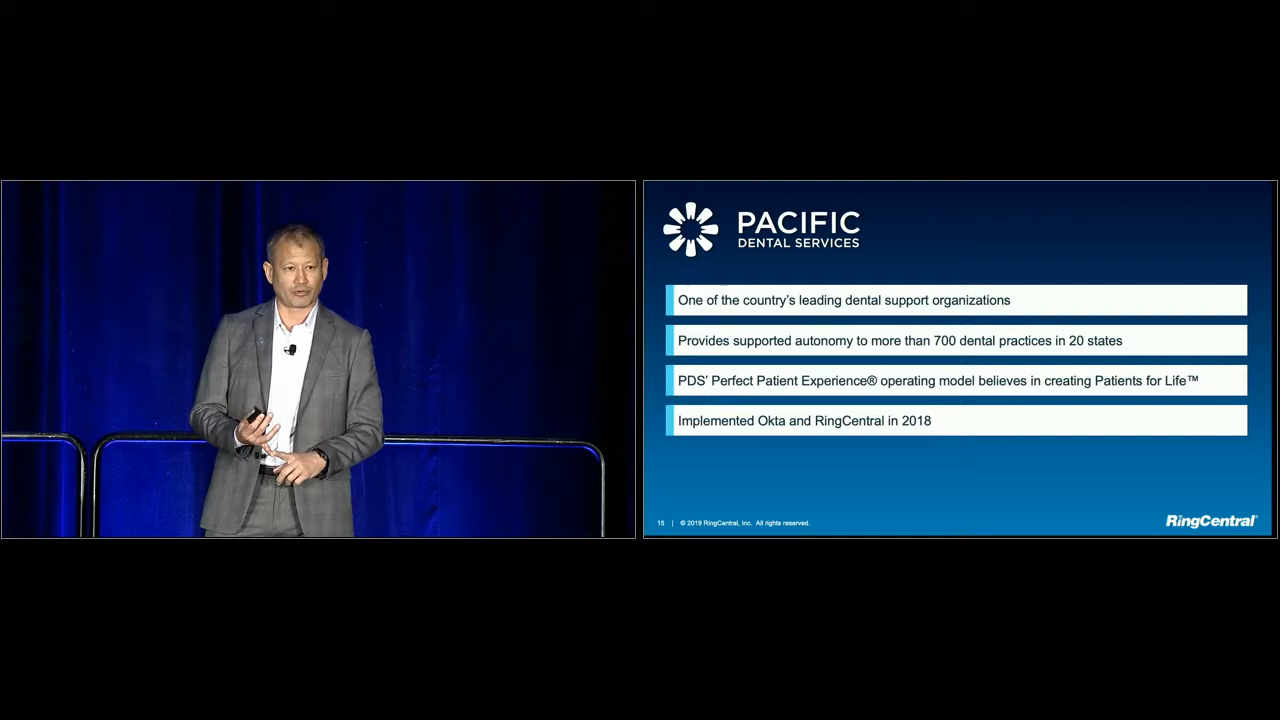 PACIFIC
DENTAL SERVICES
One of the country's leading dental support organizations
Provides supported autonomy to more than 700 dental practices in 20 states
PDS' Perfect Patient Experience® operating model believes in creating Patients for Life™
Implemented Okta and RingCentral in 2018
15 | © 2019 RingCentral, Inc. All rights reserved.
RingCentral®